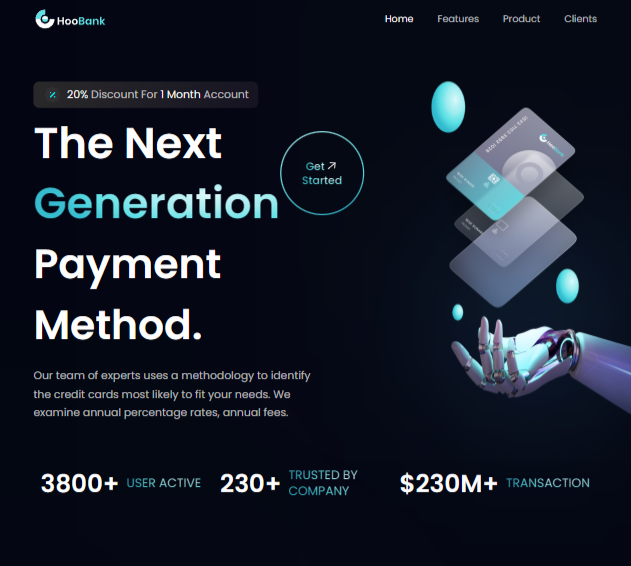 HooBank
Home Features Product Clients
20% Discount For 1 Month Account
The Next
Generation
Payment
Method.
Get
Started
Our team of experts uses a methodology to identify
the credit cards most likely to fit your needs. We
examine annual percentage rates, annual fees.
3800+ USER ACTIVE
230+ TRUSTED BY
COMPANY
$230M+ TRANSACTION